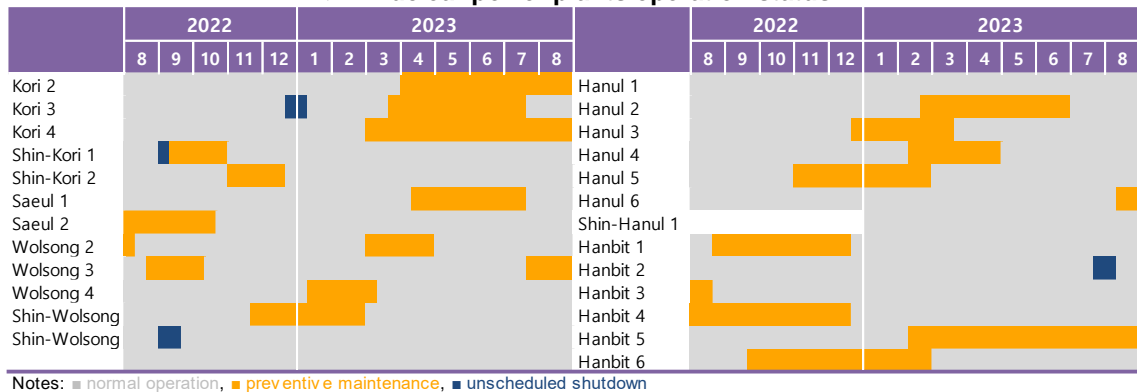 2022 2023 2022 2023
8 9 10 11 12 1 2 3 4 5 6 7 8 8 9 10 11 12 1 2 3 4 5 6 7 8
Kori 2 Hanul 1
Kori 3 Hanul 2
Kori 4 Hanul 3
Shin-Kori 1 Hanul 4
Shin-Kori 2 Hanul 5
Saeul 1 Hanul 6
Saeul 2 Shin-Hanul 1
Wolsong 2 Hanbit 1
Wolsong 3 Hanbit 2
Wolsong 4 Hanbit 3
Shin-Wolsong Hanbit 4
Shin-Wolsong Hanbit 5
Hanbit 6
Notes: ■ normal operation, ■ preventive maintenance, ■ unscheduled shutdown